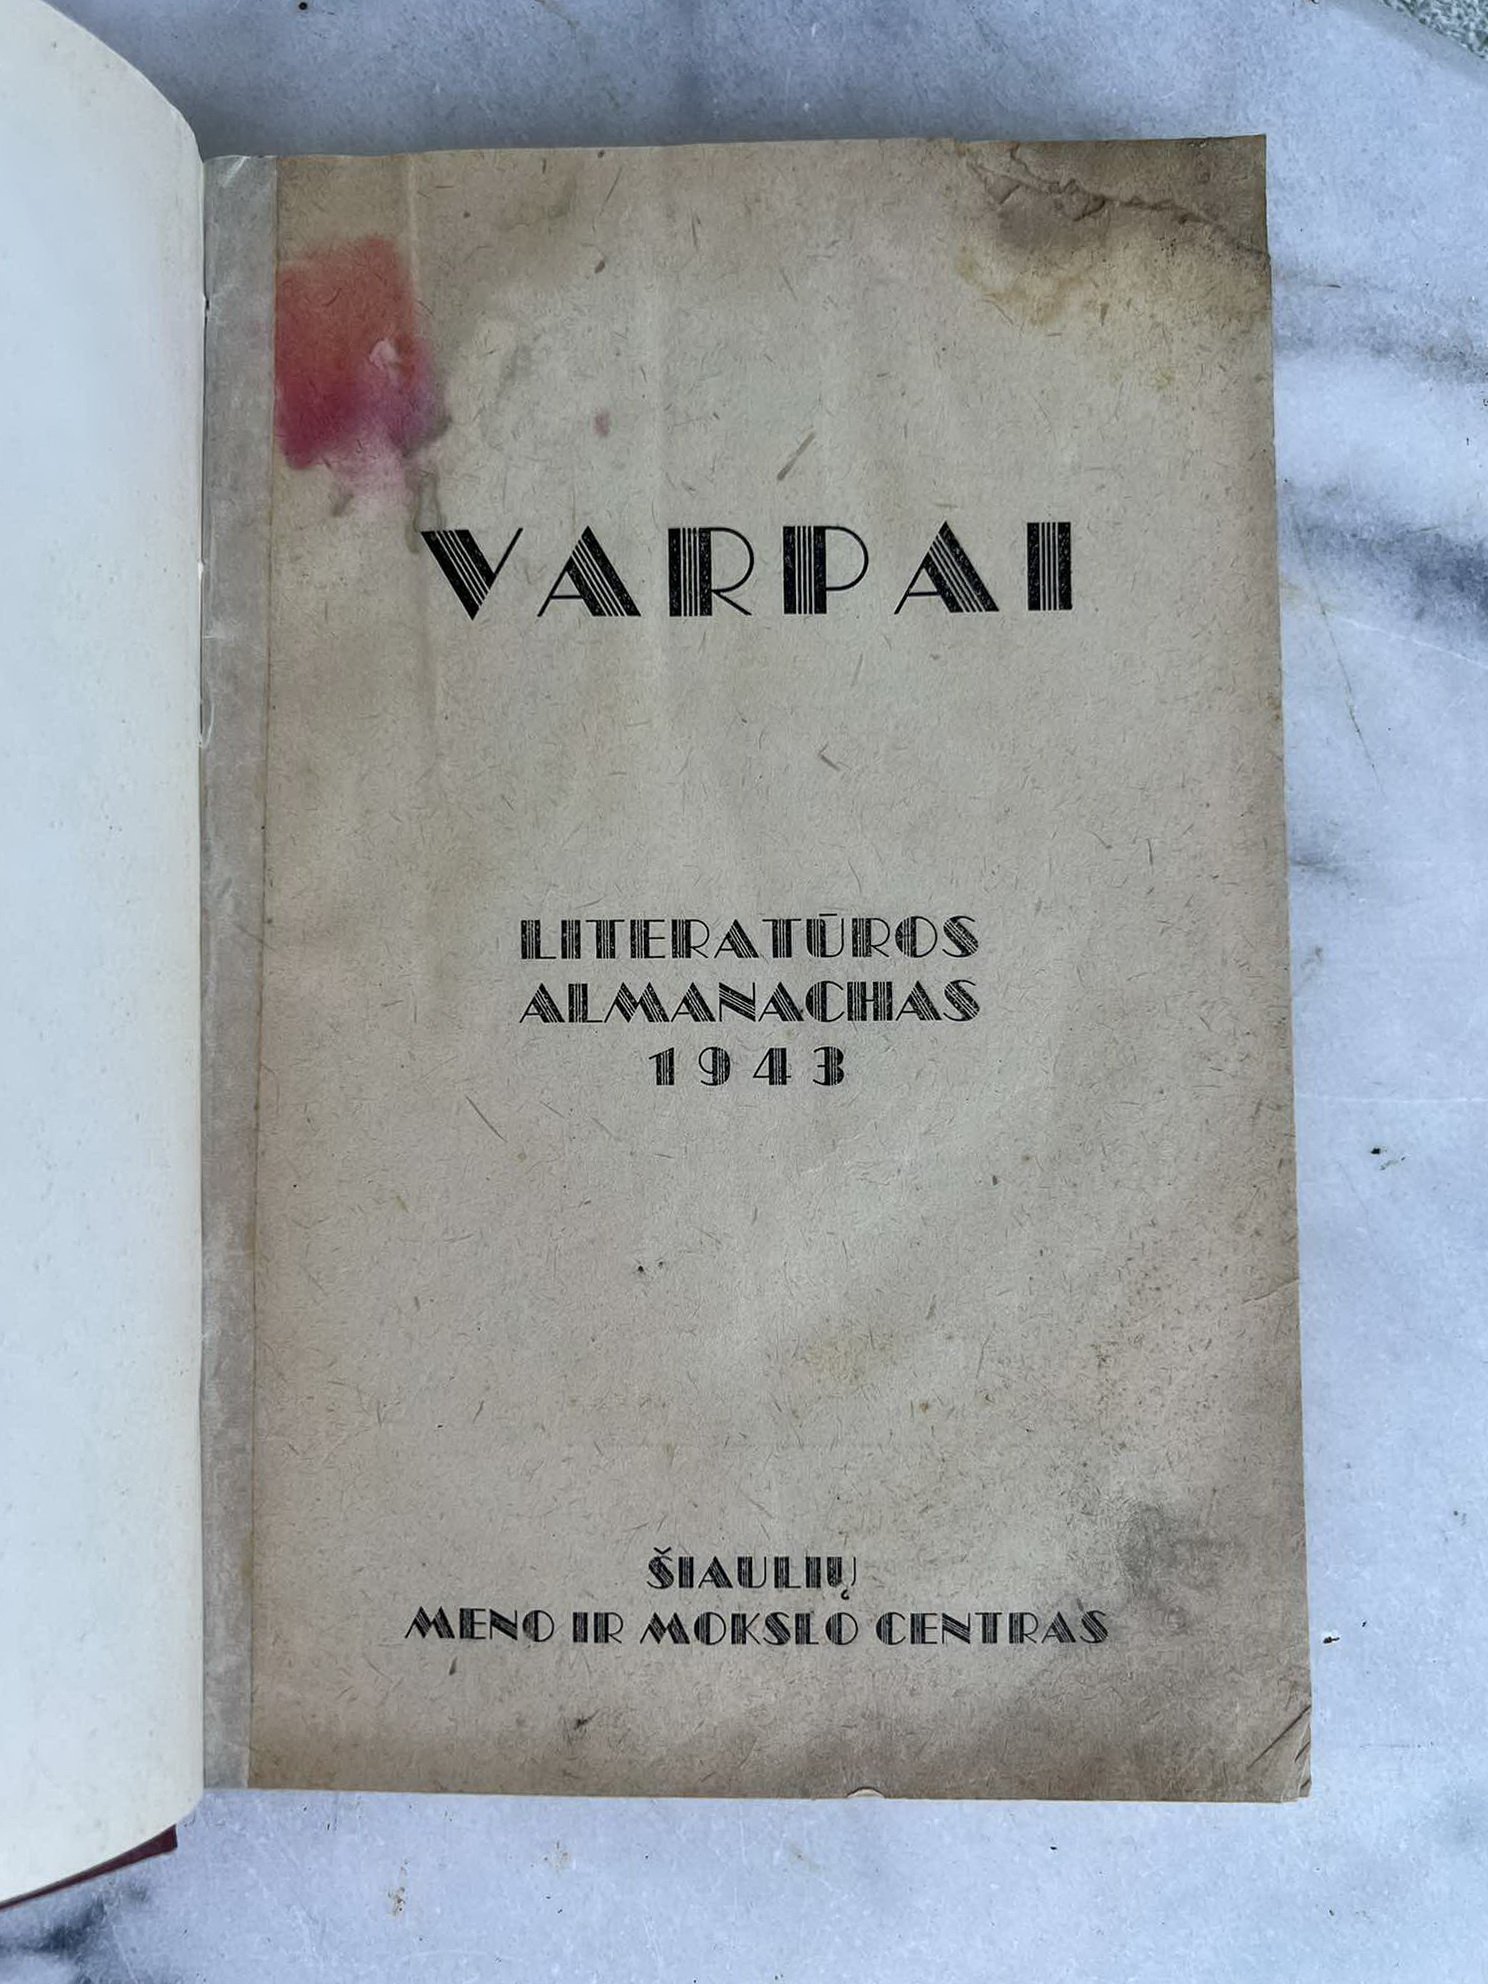 VARPAI
LITERATŪROS
ALMANACHAS
1943
ŠIAULIŲ
MENO IR MOKSLO CENTRAS